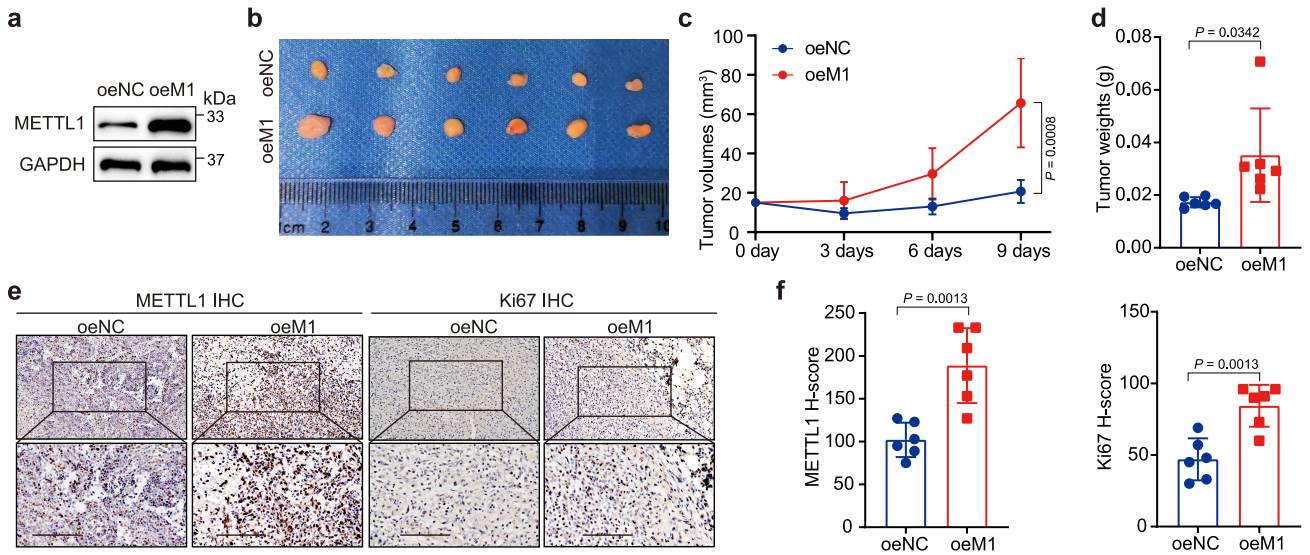 a
oeNC oeM1
kDa
METTL1
33
GAPDH
37
b
oeNC
oeM1
1cm 2 3 4 5 6 7 8 9 10
c
oeNC
oeM1
Tumor volumes (mm³)
100
80
60
40
20
0
0 day 3 days 6 days 9 days
P = 0.0008
d
P = 0.0342
Tumor weights (g)
0.08
0.06
0.04
0.02
0.00
oeNC oeM1
e
METTL1 IHC Ki67 IHC
oeNC oeM1 oeNC oeM1
f
P = 0.0013
METTL1 H-score
250
200
150
100
50
0
oeNC oeM1
P = 0.0013
Ki67 H-score
150
100
50
0
oeNC oeM1